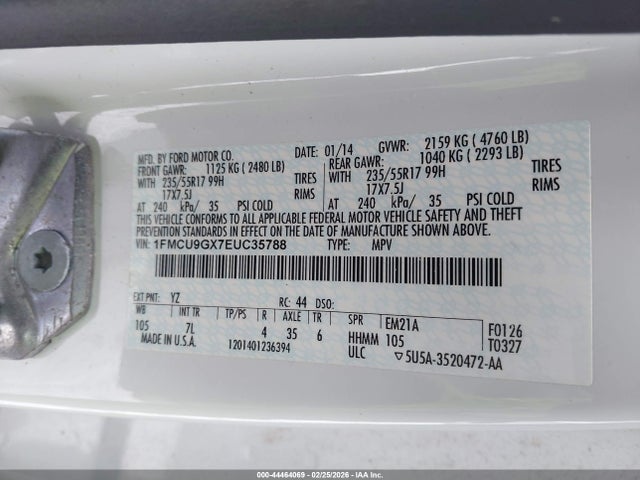 MFD. BY FORD MOTOR CO. DATE: 01/14 GVWR: 2159 KG ( 4760 LB)
FRONT GAWR: 1125 KG ( 2480 LB) REAR GAWR: 1040 KG ( 2293 LB)
WITH 235/55R17 99H TIRES WITH 235/55R17 99H TIRES
17X7.5J RIMS 17X7.5J RIMS
AT 240 kPa/ 35 PSI COLD AT 240 kPa/ 35 PSI COLD
THIS VEHICLE CONFORMS TO ALL APPLICABLE FEDERAL MOTOR VEHICLE SAFETY AND THEFT
PREVENTION STANDARDS IN EFFECT ON THE DATE OF MANUFACTURE SHOWN ABOVE.
VIN: 1FMCU9GX7EUC35788 TYPE: MPV
EXT PNT: YZ RC: 44 DSO:
WB INT TR TP/PS R AXLE TR SPR EM21A F0126
105 7L 4 35 6 HHMM 105 T0327
MADE IN U.S.A. 1201401236394 ULC ▽5U5A-3520472-AA
000-44464069 | 02/25/2026 - COPYRIGHT IAA, INC.